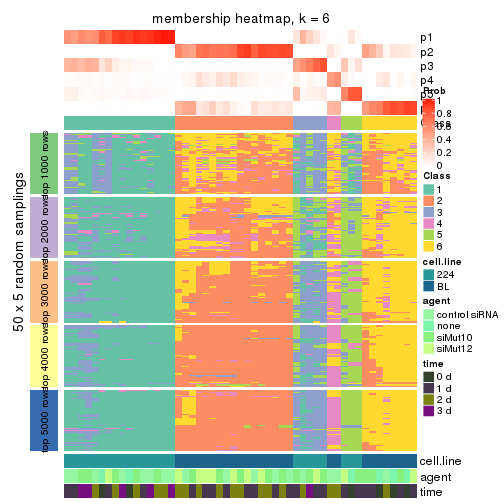 membership heatmap, k = 6
p1
p2
p3
p4
Prob
1
0.8
0.6
0.4
0.2
0
50 x 5 random samplings
top 1000 rows
top 2000 rows
top 3000 rows
top 4000 rows
top 5000 rows
Class
1
2
3
4
5
6
cell.line
224
BL
agent
control siRNA
none
siMut10
siMut12
time
0 d
1 d
2 d
3 d
cell.line
agent
time